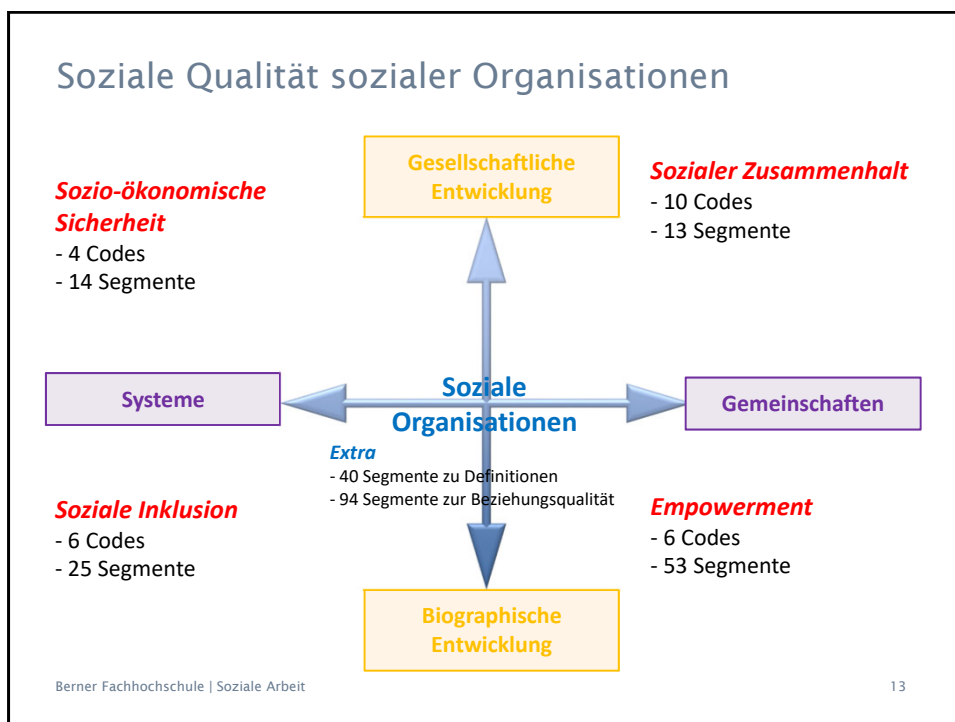 Soziale Qualität sozialer Organisationen
Gesellschaftliche
Entwicklung
Sozio-ökonomische
Sicherheit
- 4 Codes
- 14 Segmente
Sozialer Zusammenhalt
- 10 Codes
- 13 Segmente
Systeme
Soziale
Organisationen
Gemeinschaften
Extra
- 40 Segmente zu Definitionen
- 94 Segmente zur Beziehungsqualität
Soziale Inklusion
- 6 Codes
- 25 Segmente
Empowerment
- 6 Codes
- 53 Segmente
Biographische
Entwicklung
Berner Fachhochschule | Soziale Arbeit
13